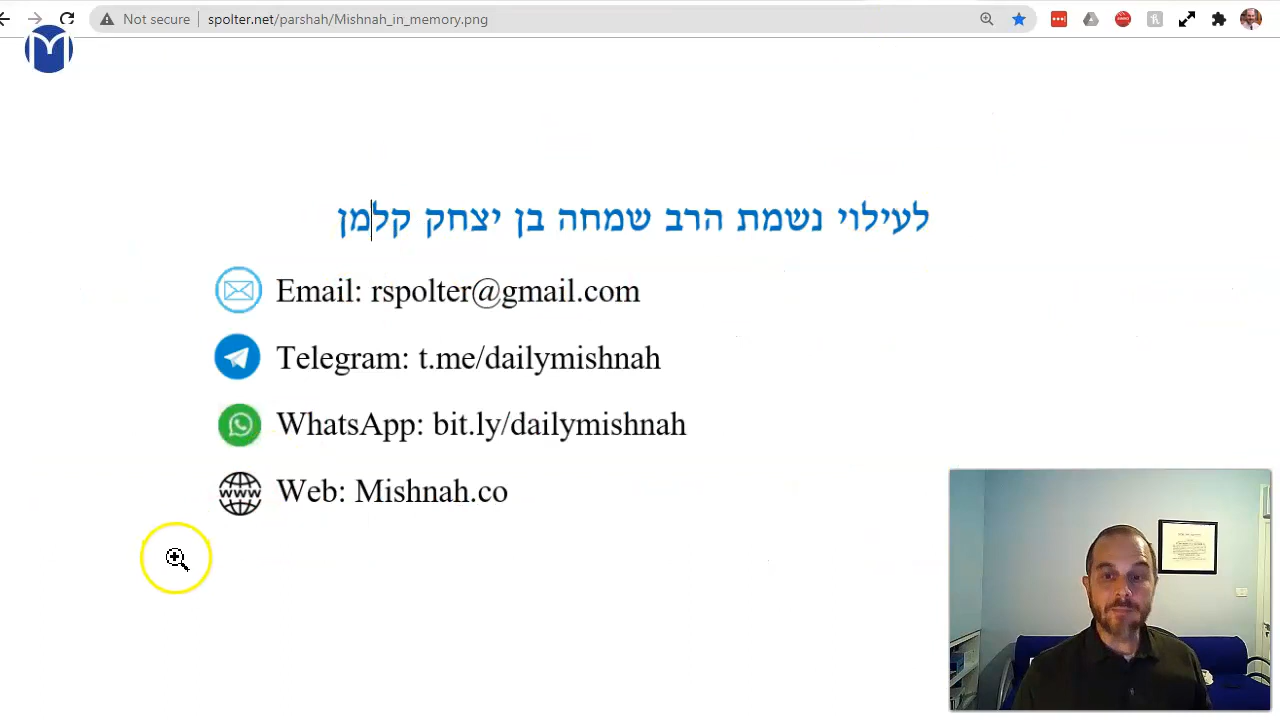 Not secure
spolter.net/parshah/Mishnah_in_memory.png
לעילוי נשמת הרב שמחה בן יצחק קלמן
Email: rspolter@gmail.com
Telegram: t.me/dailymishnah
WhatsApp: bit.ly/dailymishnah
www
Web: Mishnah.co